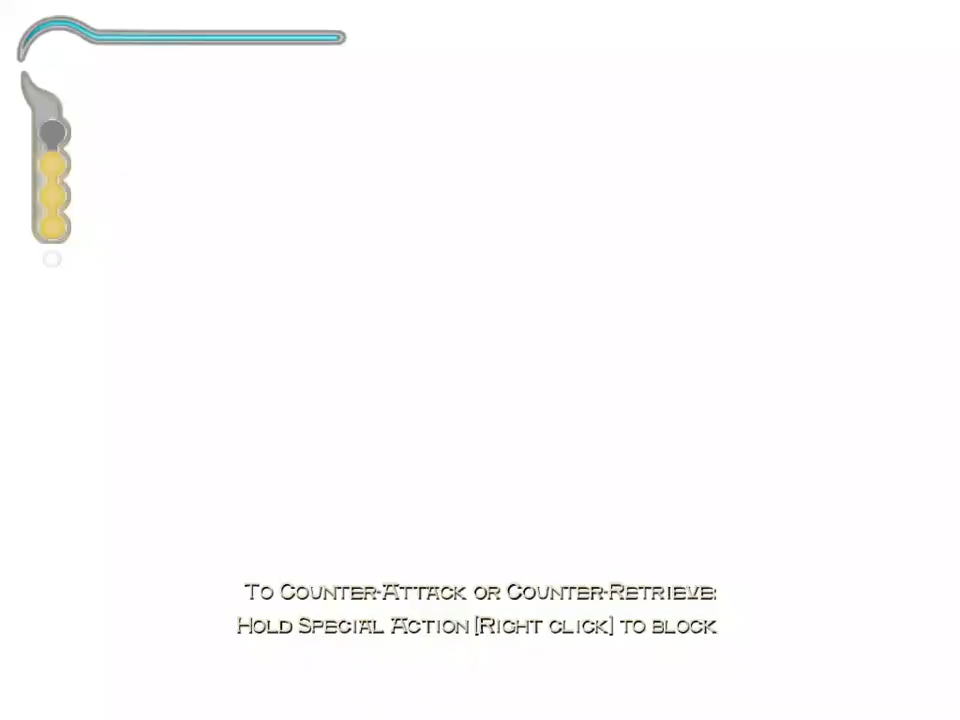 To Counter-Attack or Counter-Retrieve:
Hold Special Action [Right click] to block